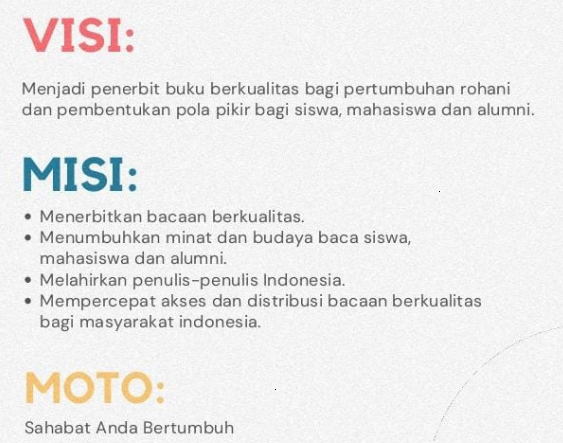 VISI:
Menjadi penerbit buku berkualitas bagi pertumbuhan rohani
dan pembentukan pola pikir bagi siswa, mahasiswa dan alumni.
MISI:
• Menerbitkan bacaan berkualitas.
• Menumbuhkan minat dan budaya baca siswa,
mahasiswa dan alumni.
• Melahirkan penulis-penulis Indonesia.
• Mempercepat akses dan distribusi bacaan berkualitas
bagi masyarakat indonesia.
MOTO:
Sahabat Anda Bertumbuh